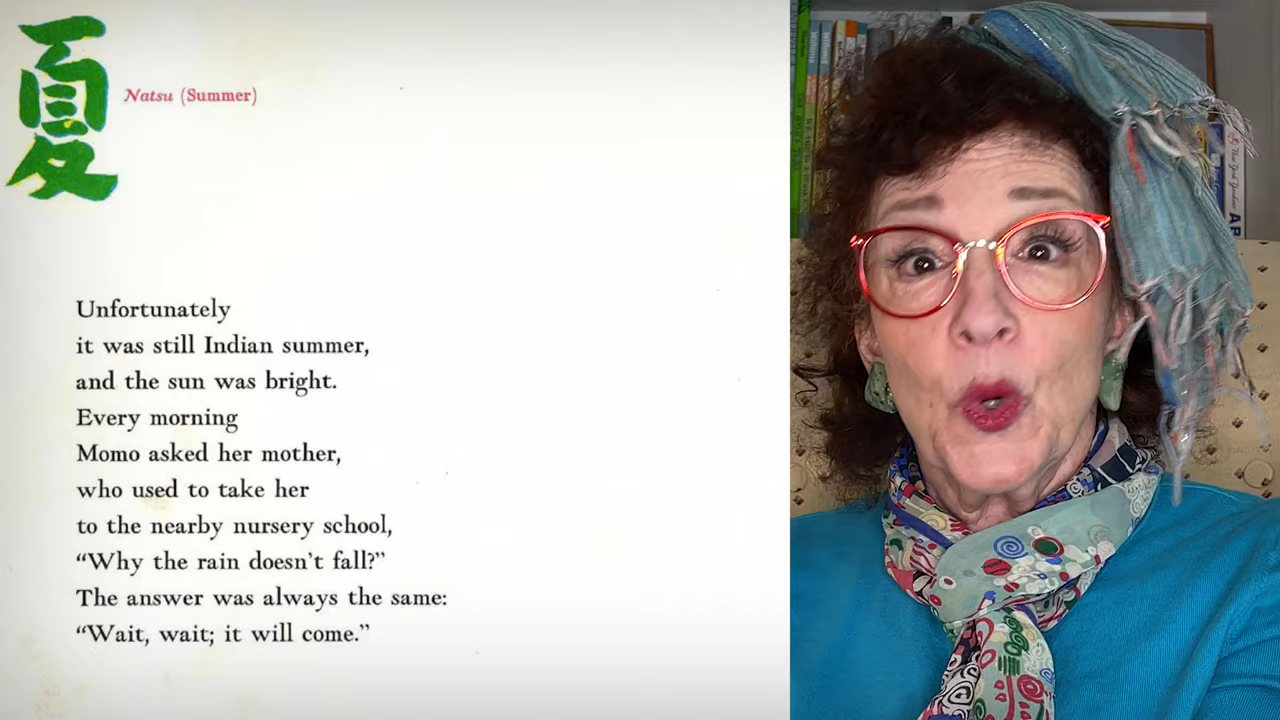 夏
Natsu (Summer)
Unfortunately
it was still Indian summer,
and the sun was bright.
Every morning
Momo asked her mother,
who used to take her
to the nearby nursery school,
“Why the rain doesn’t fall?”
The answer was always the same:
“Wait, wait; it will come.”